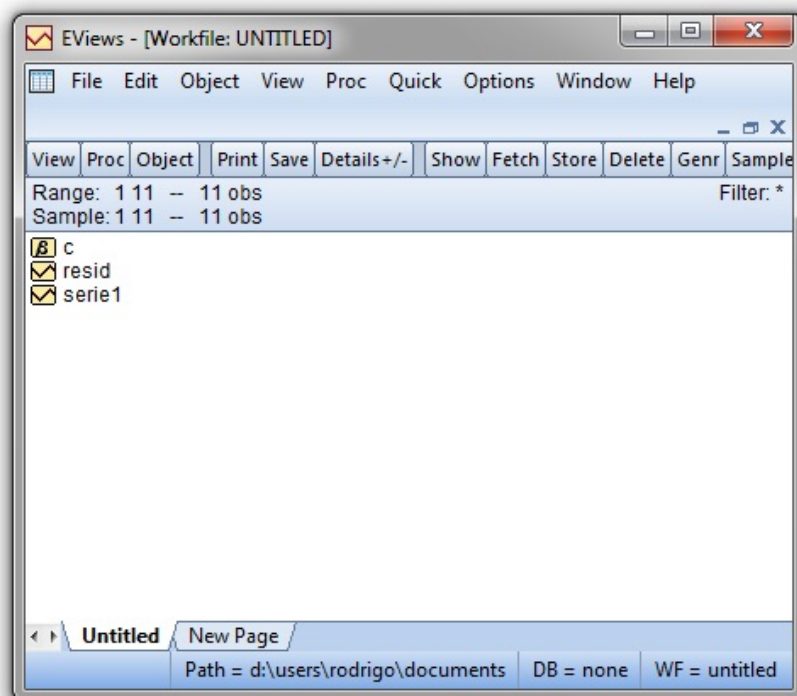 EViews - [Workfile: UNTITLED]
File Edit Object View Proc Quick Options Window Help
View Proc Object Print Save Details+/- Show Fetch Store Delete Genr Sample
Range: 1 11 -- 11 obs Filter: *
Sample: 1 11 -- 11 obs
β c
resid
serie1
Untitled New Page
Path = d:\users\rodrigo\documents DB = none WF = untitled